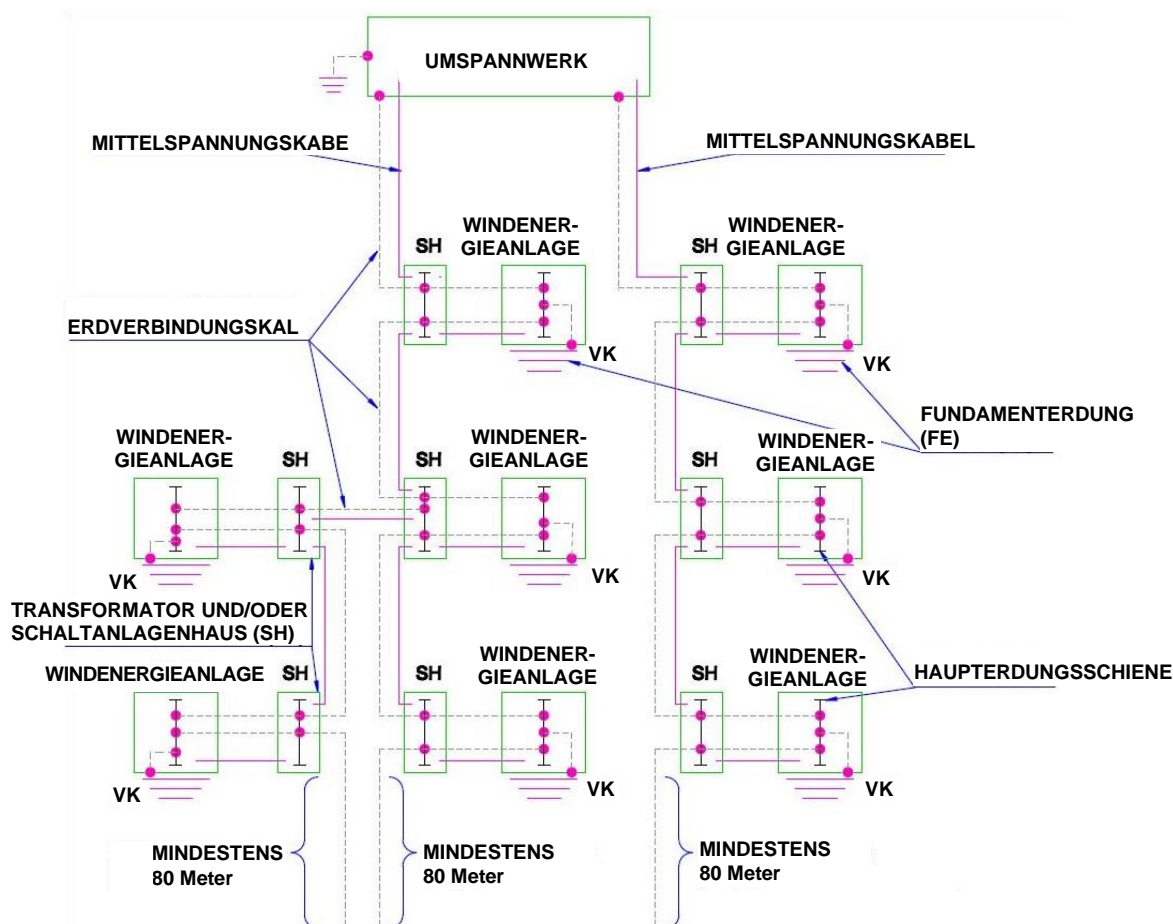 UMSPANNWERK
MITTELSPANNUNGSKABE
MITTELSPANNUNGSKABEL
SH
WINDENER-
GIEANLAGE
SH
WINDENER-
GIEANLAGE
ERDVERBINDUNGSKAL
VK
VK
FUNDAMENTERDUNG
(FE)
WINDENER-
GIEANLAGE
SH
SH
WINDENER-
GIEANLAGE
SH
WINDENER-
GIEANLAGE
VK
VK
VK
TRANSFORMATOR UND/ODER
SCHALTANLAGENHAUS (SH)
WINDENERGIEANLAGE
SH
SH
WINDENER-
GIEANLAGE
SH
WINDENER-
GIEANLAGE
HAUPTERDUNGSSCHIENE
VK
VK
VK
MINDESTENS
80 Meter
MINDESTENS
80 Meter
MINDESTENS
80 Meter